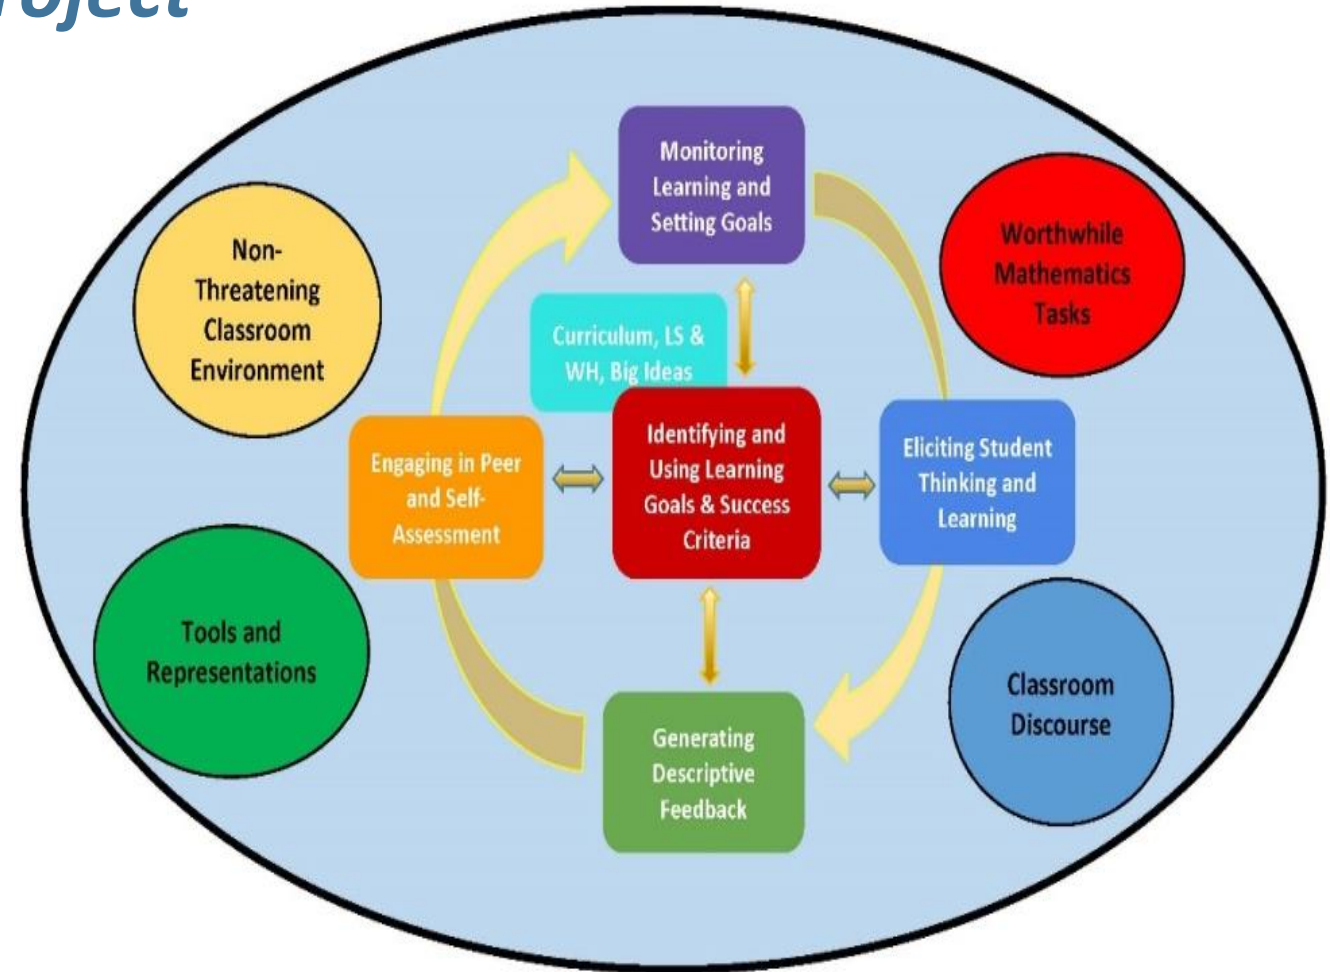 Monitoring
Learning and
Setting Goals
Non-
Threatening
Classroom
Environment
Worthwhile
Mathematics
Tasks
Curriculum, LS &
WH, Big Ideas
Engaging in Peer
and Self-
Assessment
Identifying and
Using Learning
Goals & Success
Criteria
Eliciting Student
Thinking and
Learning
Tools and
Representations
Classroom
Discourse
Generating
Descriptive
Feedback